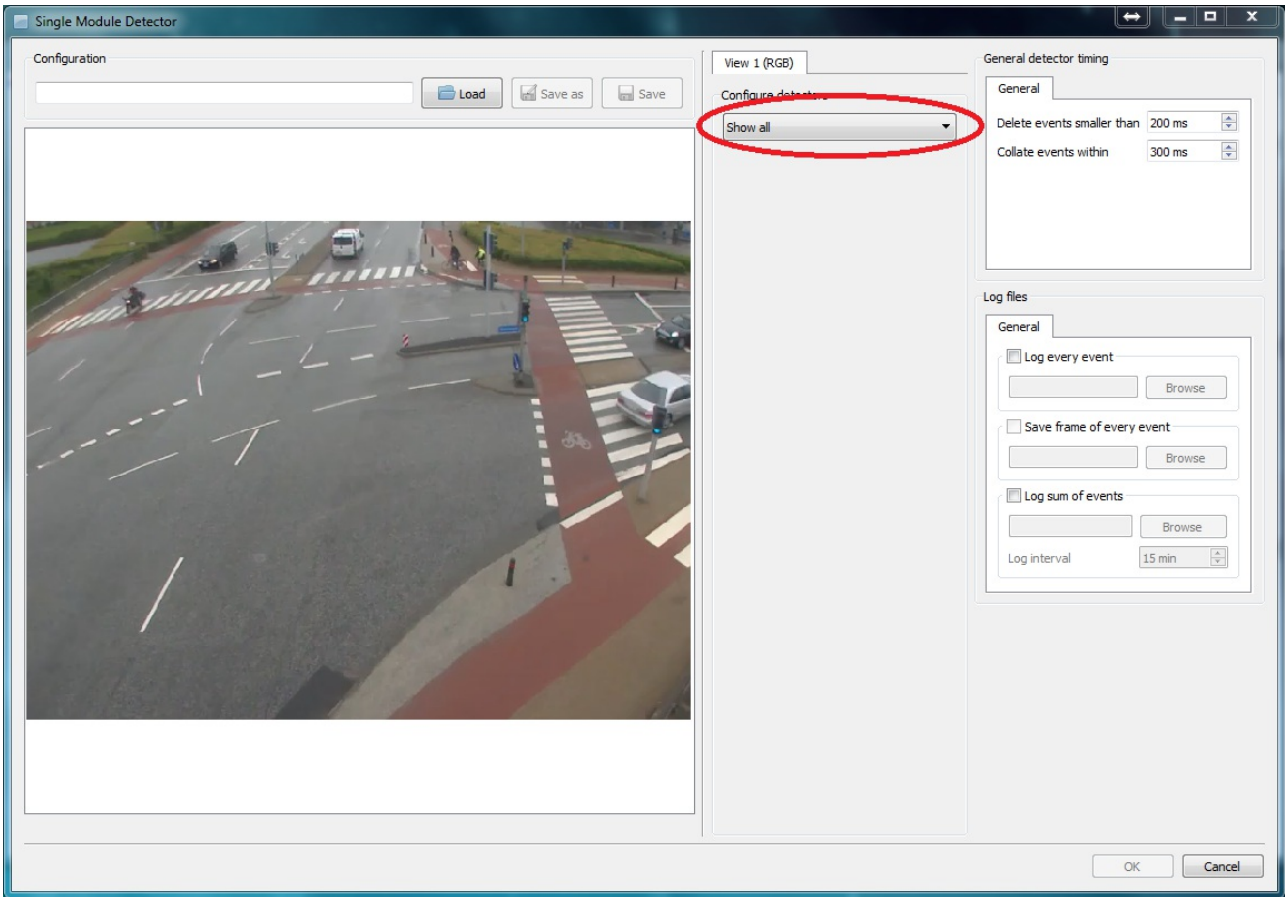 Single Module Detector
Configuration
Load
Save as
Save
View 1 (RGB)
Configure detectors
Show all
General detector timing
General
Delete events smaller than 200 ms
Collate events within 300 ms
Log files
General
Log every event
Browse
Save frame of every event
Browse
Log sum of events
Browse
Log interval 15 min
OK
Cancel